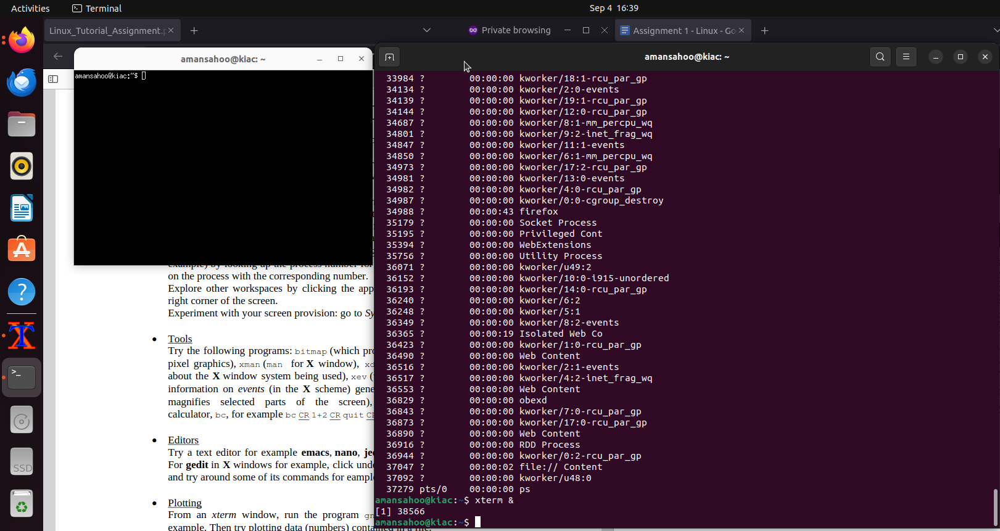 Activities
Terminal
Sep 4 16:39
Linux_Tutorial_Assignment.
Private browsing
Assignment 1 - Linux - Go
amansahoo@kiac: ~
amansahoo@kiac:~$
on the process with the corresponding number.
Explore other workspaces by clicking the app
right corner of the screen.
Experiment with your screen provision: go to Sy
• Tools
Try the following programs: bitmap (which pro
pixel graphics), xman (man for X window), xd
about the X window system being used), xev (
information on events (in the X scheme) gene
magnifies selected parts of the screen),
calculator, bc, for example bc CR 1+2 CR quit CR
• Editors
Try a text editor for example emacs, nano, jed
For gedit in X windows for example, click unde
and try around some of its commands for eample
• Plotting
From an xterm window, run the program gn
example. Then try plotting data (numbers) contained in a file.
SSD
amansahoo@kiac: ~
33984 ? 00:00:00 kworker/18:1-rcu_par_gp
34134 ? 00:00:00 kworker/2:0-events
34139 ? 00:00:00 kworker/19:1-rcu_par_gp
34144 ? 00:00:00 kworker/12:0-rcu_par_gp
34687 ? 00:00:00 kworker/8:1-mm_percpu_wq
34801 ? 00:00:00 kworker/9:2-inet_frag_wq
34847 ? 00:00:00 kworker/11:1-events
34850 ? 00:00:00 kworker/6:1-mm_percpu_wq
34973 ? 00:00:00 kworker/17:2-rcu_par_gp
34981 ? 00:00:00 kworker/13:0-events
34982 ? 00:00:00 kworker/4:0-rcu_par_gp
34987 ? 00:00:00 kworker/0:0-cgroup_destroy
34988 ? 00:00:43 firefox
35179 ? 00:00:00 Socket Process
35195 ? 00:00:00 Privileged Cont
35394 ? 00:00:00 WebExtensions
35756 ? 00:00:00 Utility Process
36071 ? 00:00:00 kworker/u49:2
36152 ? 00:00:00 kworker/10:0-i915-unordered
36193 ? 00:00:00 kworker/14:0-rcu_par_gp
36240 ? 00:00:00 kworker/6:2
36248 ? 00:00:00 kworker/5:1
36349 ? 00:00:00 kworker/8:2-events
36365 ? 00:00:19 Isolated Web Co
36423 ? 00:00:00 kworker/1:0-rcu_par_gp
36490 ? 00:00:00 Web Content
36516 ? 00:00:00 kworker/2:1-events
36517 ? 00:00:00 kworker/4:2-inet_frag_wq
36553 ? 00:00:00 Web Content
36829 ? 00:00:00 obexd
36843 ? 00:00:00 kworker/7:0-rcu_par_gp
36873 ? 00:00:00 kworker/17:0-rcu_par_gp
36890 ? 00:00:00 Web Content
36916 ? 00:00:00 RDD Process
36944 ? 00:00:00 kworker/0:2-rcu_par_gp
37047 ? 00:00:02 file:// Content
37092 ? 00:00:00 kworker/u48:0
37279 pts/0 00:00:00 ps
amansahoo@kiac:~$ xterm &
[1] 38566
amansahoo@kiac:~$